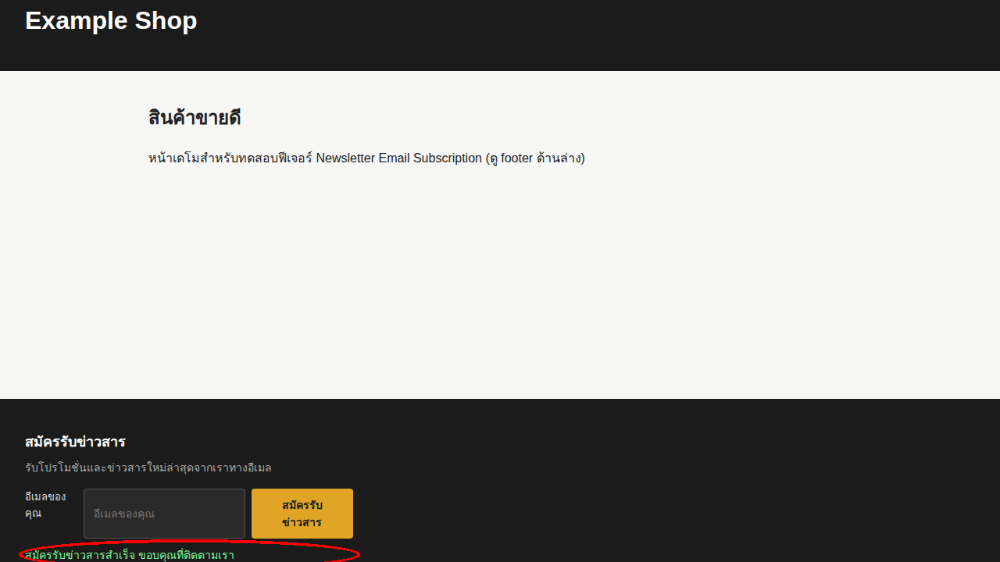 Example Shop
สินค้าขายดี
หน้าเดโมสำหรับทดสอบฟีเจอร์ Newsletter Email Subscription (ดู footer ด้านล่าง)
สมัครรับข่าวสาร
รับโปรโมชั่นและข่าวสารใหม่ล่าสุดจากเราทางอีเมล
อีเมลของ
คุณ
อีเมลของคุณ
สมัครรับ
ข่าวสาร
สมัครรับข่าวสารสำเร็จ ขอบคุณที่ติดตามเรา